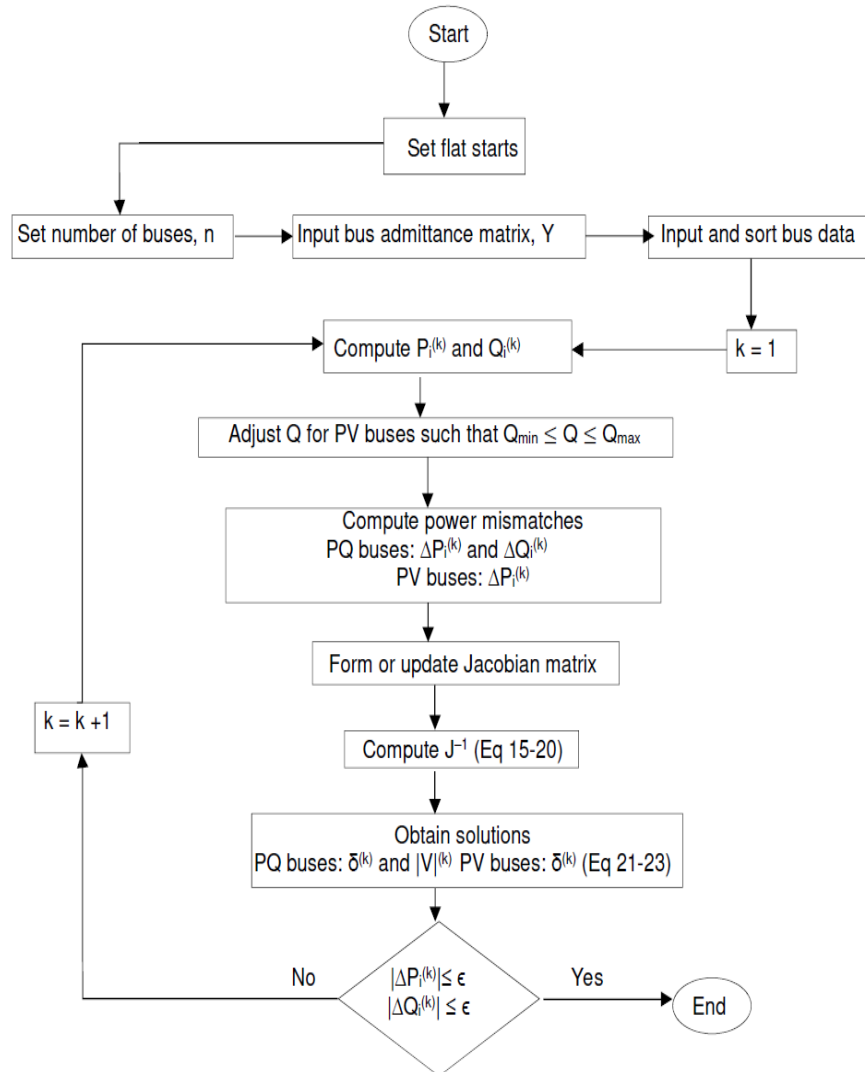 Start
Set flat starts
Set number of buses, n
Input bus admittance matrix, Y
Input and sort bus data
Compute Pᵢ⁽ᵏ⁾ and Qᵢ⁽ᵏ⁾
k = 1
Adjust Q for PV buses such that Qmin ≤ Q ≤ Qmax
Compute power mismatches
PQ buses: ΔPᵢ⁽ᵏ⁾ and ΔQᵢ⁽ᵏ⁾
PV buses: ΔPᵢ⁽ᵏ⁾
Form or update Jacobian matrix
k = k +1
Compute J⁻¹ (Eq 15-20)
Obtain solutions
PQ buses: δ⁽ᵏ⁾ and |V|⁽ᵏ⁾ PV buses: δ⁽ᵏ⁾ (Eq 21-23)
No
|ΔPᵢ⁽ᵏ⁾|≤ ϵ
|ΔQᵢ⁽ᵏ⁾| ≤ ϵ
Yes
End